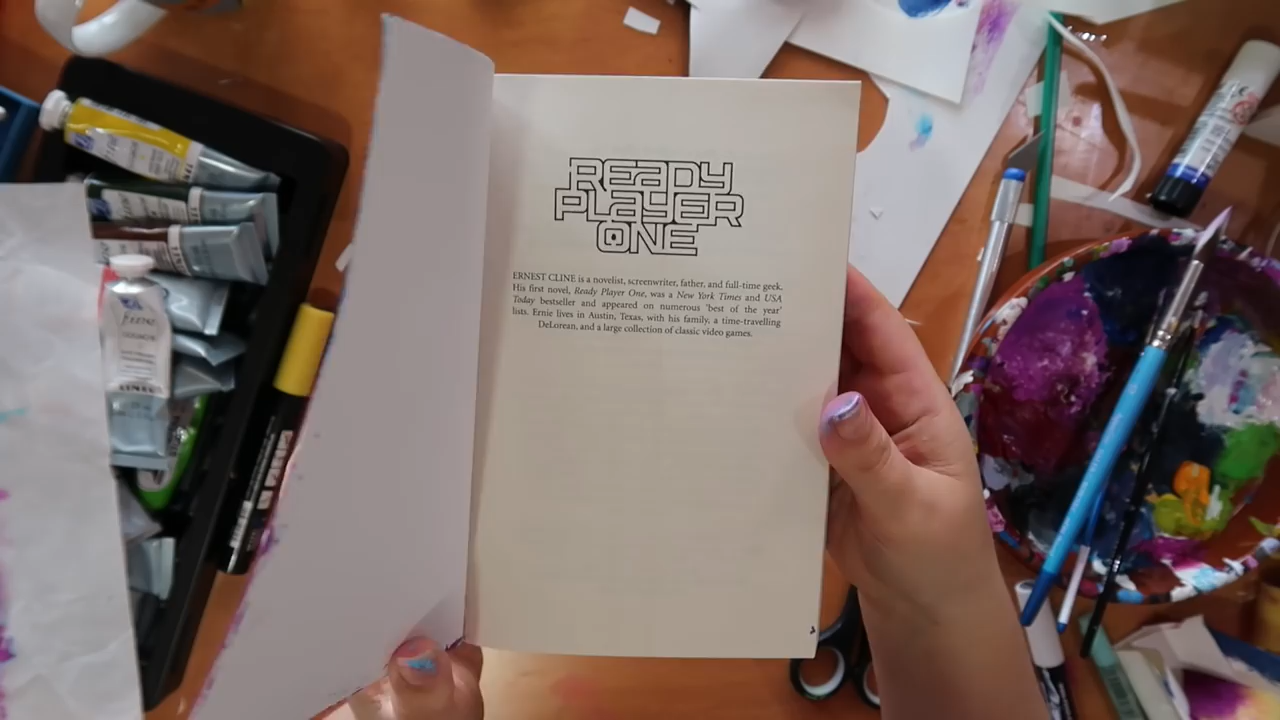 READY
PLAYER
ONE
ERNEST CLINE is a novelist, screenwriter, father, and full-time geek.
His first novel, Ready Player One, was a New York Times and USA
Today bestseller and appeared on numerous 'best of the year'
lists. Ernie lives in Austin, Texas, with his family, a time-travelling
DeLorean, and a large collection of classic video games.